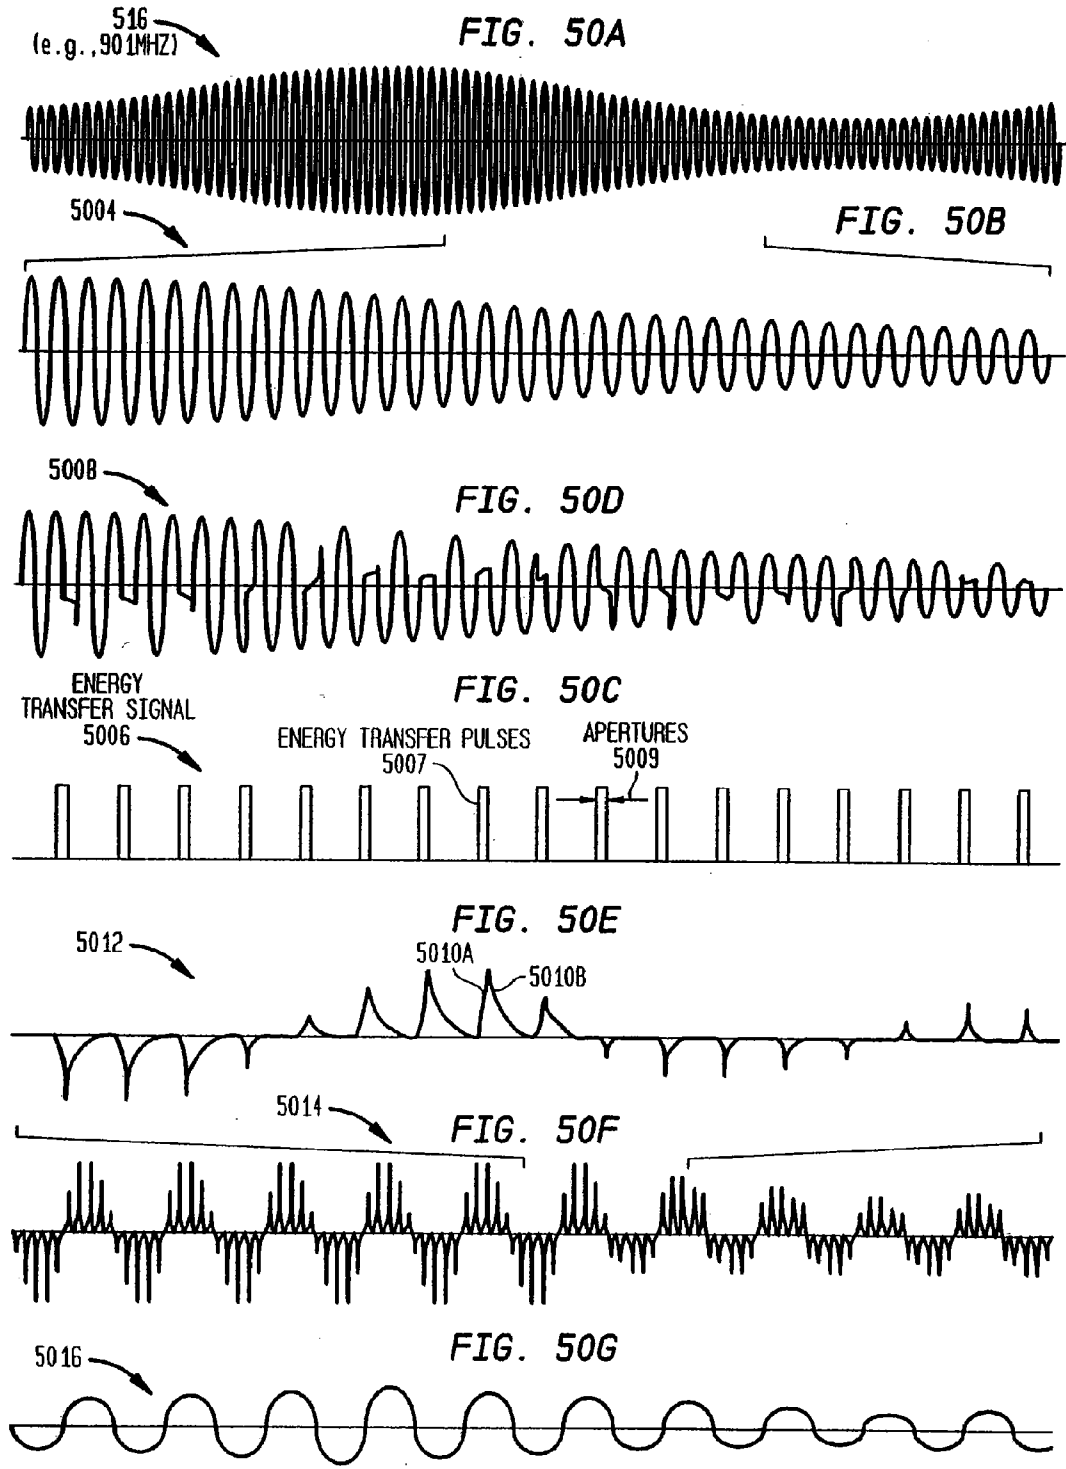 516
(e.g.,901MHZ)
FIG. 50A
5004
FIG. 50B
5008
FIG. 50D
ENERGY
TRANSFER SIGNAL
5006
FIG. 50C
ENERGY TRANSFER PULSES
5007
APERTURES
5009
FIG. 50E
5012
5010A
5010B
5014
FIG. 50F
FIG. 50G
5016